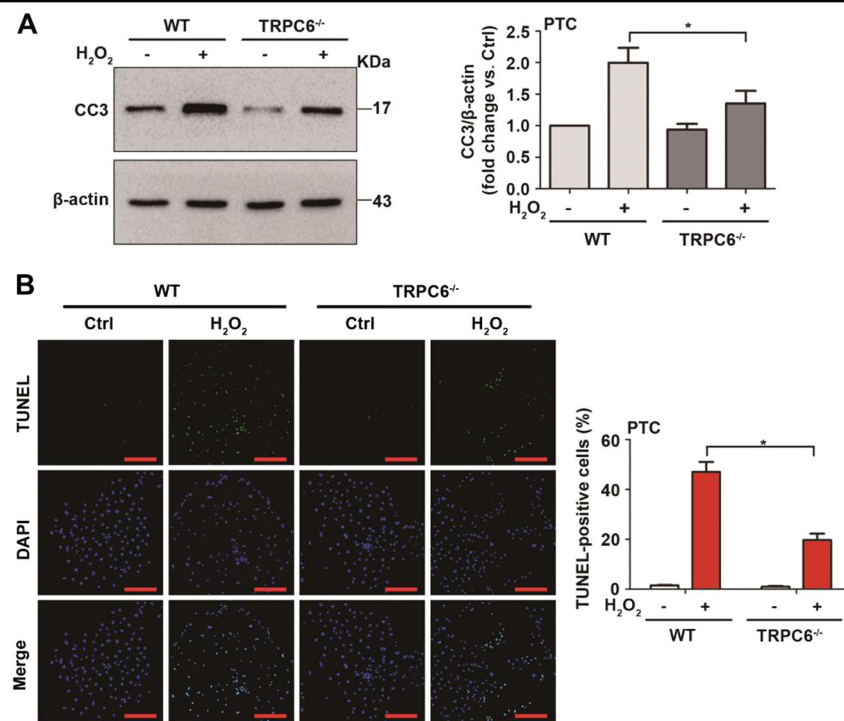 A
WT TRPC6-/-
H2O2 - + - + KDa
CC3 17
β-actin 43
PTC
*
CC3/β-actin
(fold change vs. Ctrl)
2.5
2.0
1.5
1.0
0.5
0.0
H2O2 - + - +
WT TRPC6-/-
B
WT TRPC6-/-
Ctrl H2O2 Ctrl H2O2
TUNEL
DAPI
Merge
PTC
*
TUNEL-positive cells (%)
60
40
20
0
H2O2 - + - +
WT TRPC6-/-